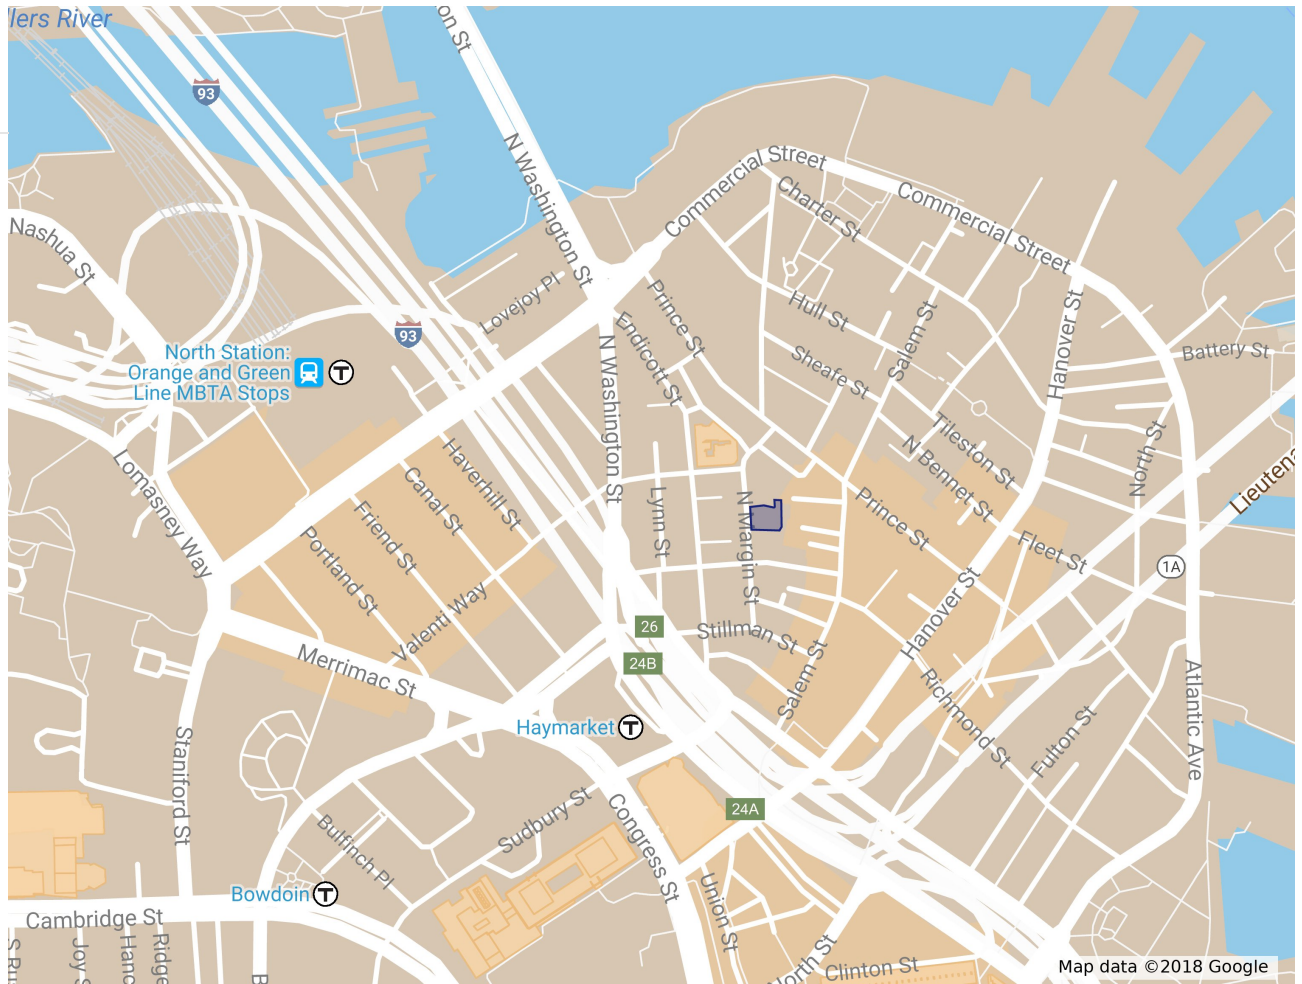 lers River
on St
93
N Washington St
Commercial Street
Charter St
Commercial Street
Nashua St
Lovejoy Pl
Prince St
Hull St
Salem St
Hanover St
93
Endicott St
N Washington St
Sheafe St
Battery St
North Station:
Orange and Green
Line MBTA Stops
T
Tileston St
N Bennet St
North St
Lieutena
Lomasney Way
Haverhill St
Canal St
Friend St
Portland St
Lynn St
N Margin St
Prince St
Fleet St
1A
Valenti Way
Hanover St
26
24B
Stillman St
Salem St
Merrimac St
Richmond St
Atlantic Ave
Fulton St
Haymarket
T
Staniford St
24A
Sudbury St
Congress St
Bulfinch Pl
Bowdoin
T
Union St
Cambridge St
Joy S
Hanc
Ridge
B
North St
Clinton St
Map data ©2018 Google